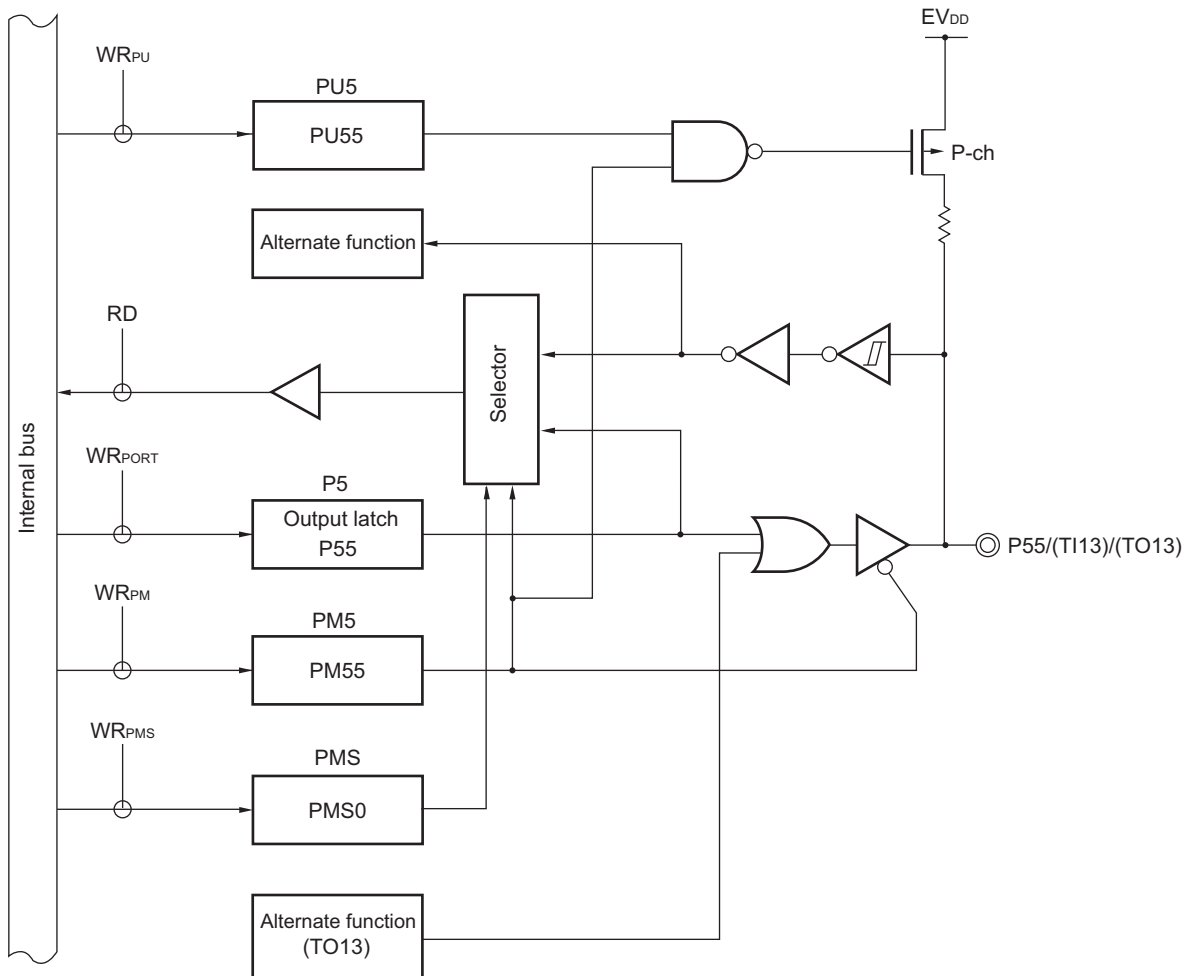 EVDD
WRPU
PU5
PU55
P-ch
Alternate function
RD
Selector
Internal bus
WRPORT
P5
Output latch
P55
P55/(TI13)/(TO13)
WRPM
PM5
PM55
WRPMS
PMS
PMS0
Alternate function
(TO13)